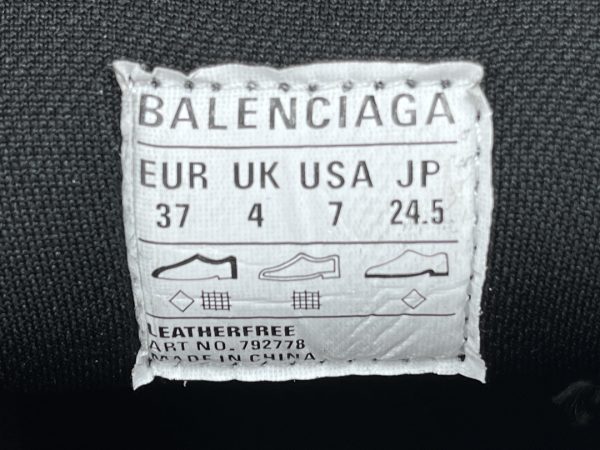 BALENCIAGA
EUR UK USA JP
37 4 7 24.5
LEATHERFREE
ART NO. 792778
MADE IN CHINA